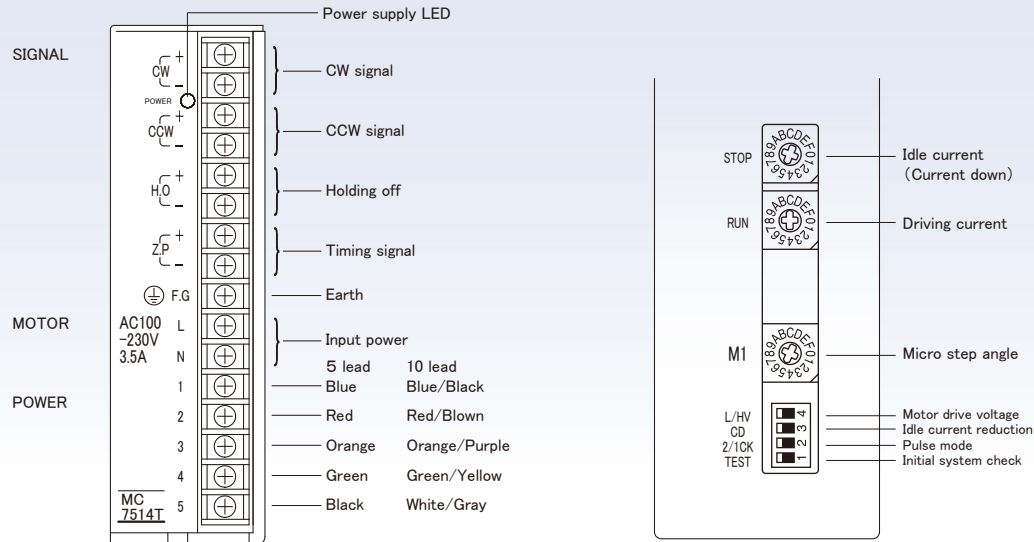 Power supply LED
SIGNAL
CW
+
−
CW signal
POWER
CCW
+
−
CCW signal
H.O
+
−
Holding off
Z.P
+
−
Timing signal
F.G
Earth
MOTOR
AC100
-230V
3.5A
L
N
Input power
5 lead 10 lead
1 Blue Blue/Black
POWER
2 Red Red/Blown
3 Orange Orange/Purple
4 Green Green/Yellow
5 Black White/Gray
MC
7514T
STOP
789ABCDEF0123456
Idle current
(Current down)
RUN
789ABCDEF0123456
Driving current
M1
789ABCDEF0123456
Micro step angle
L/HV 4 Motor drive voltage
CD 3 Idle current reduction
2/1CK 2 Pulse mode
TEST 1 Initial system check